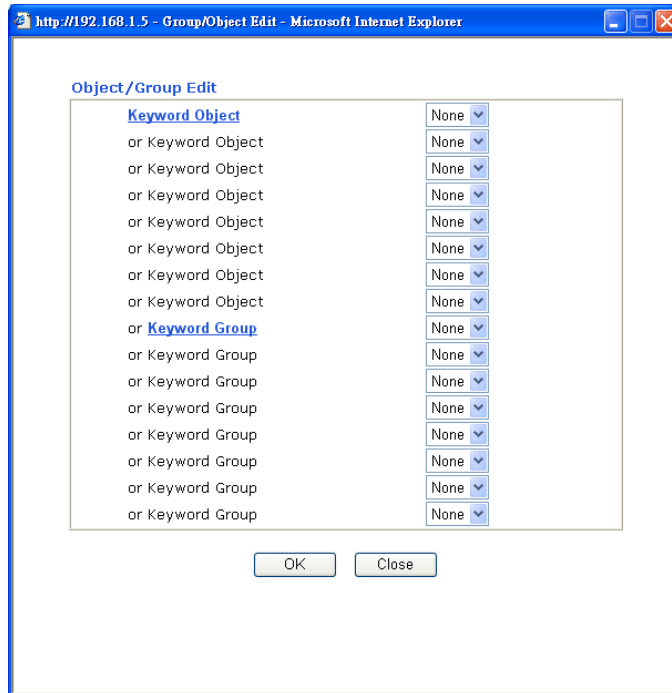 http://192.168.1.5 - Group/Object Edit - Microsoft Internet Explorer
Object/Group Edit
Keyword Object None
or Keyword Object None
or Keyword Object None
or Keyword Object None
or Keyword Object None
or Keyword Object None
or Keyword Object None
or Keyword Object None
or Keyword Group None
or Keyword Group None
or Keyword Group None
or Keyword Group None
or Keyword Group None
or Keyword Group None
or Keyword Group None
or Keyword Group None
OK Close